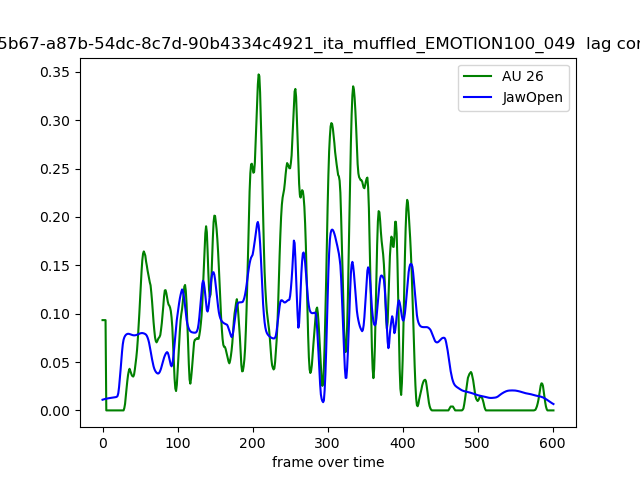 5b67-a87b-54dc-8c7d-90b4334c4921_ita_muffled_EMOTION100_049 lag cor
AU 26
JawOpen
0.35
0.30
0.25
0.20
0.15
0.10
0.05
0.00
0 100 200 300 400 500 600
frame over time